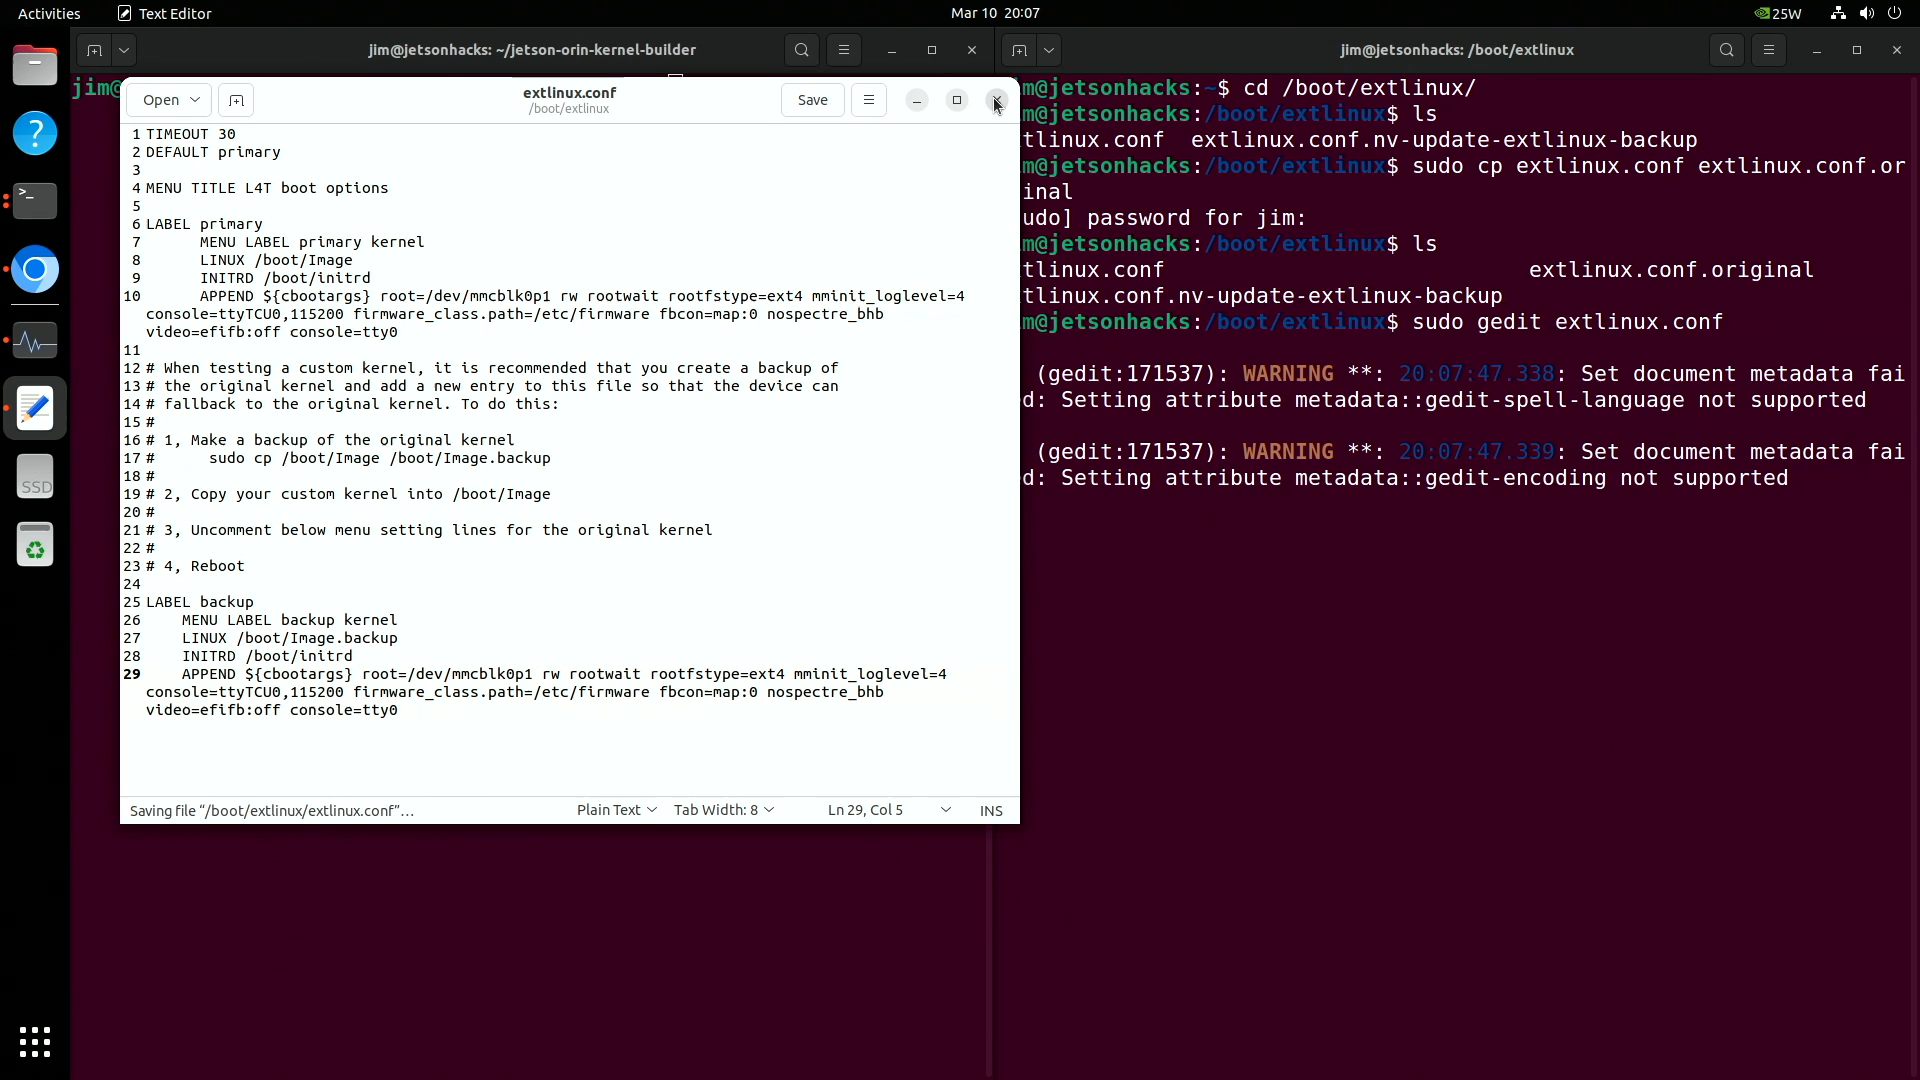 Activities
Text Editor
Mar 10 20:07
25W
jim@jetsonhacks: ~/jetson-orin-kernel-builder
jim@jetsonhacks: /boot/extlinux
jim@
Open
extlinux.conf
/boot/extlinux
Save
1 TIMEOUT 30
2 DEFAULT primary
3
4 MENU TITLE L4T boot options
5
6 LABEL primary
7 MENU LABEL primary kernel
8 LINUX /boot/Image
9 INITRD /boot/initrd
10 APPEND ${cbootargs} root=/dev/mmcblk0p1 rw rootwait rootfstype=ext4 mminit_loglevel=4
console=ttyTCU0,115200 firmware_class.path=/etc/firmware fbcon=map:0 nospectre_bhb
video=efifb:off console=tty0
11
12 # When testing a custom kernel, it is recommended that you create a backup of
13 # the original kernel and add a new entry to this file so that the device can
14 # fallback to the original kernel. To do this:
15 #
16 # 1, Make a backup of the original kernel
17 # sudo cp /boot/Image /boot/Image.backup
18 #
19 # 2, Copy your custom kernel into /boot/Image
20 #
21 # 3, Uncomment below menu setting lines for the original kernel
22 #
23 # 4, Reboot
24
25 LABEL backup
26 MENU LABEL backup kernel
27 LINUX /boot/Image.backup
28 INITRD /boot/initrd
29 APPEND ${cbootargs} root=/dev/mmcblk0p1 rw rootwait rootfstype=ext4 mminit_loglevel=4
console=ttyTCU0,115200 firmware_class.path=/etc/firmware fbcon=map:0 nospectre_bhb
video=efifb:off console=tty0
Saving file “/boot/extlinux/extlinux.conf”…
Plain Text
Tab Width: 8
Ln 29, Col 5
INS
m@jetsonhacks:~$ cd /boot/extlinux/
m@jetsonhacks:/boot/extlinux$ ls
tlinux.conf extlinux.conf.nv-update-extlinux-backup
m@jetsonhacks:/boot/extlinux$ sudo cp extlinux.conf extlinux.conf.or
inal
udo] password for jim:
m@jetsonhacks:/boot/extlinux$ ls
tlinux.conf extlinux.conf.original
tlinux.conf.nv-update-extlinux-backup
m@jetsonhacks:/boot/extlinux$ sudo gedit extlinux.conf
(gedit:171537): WARNING **: 20:07:47.338: Set document metadata fai
d: Setting attribute metadata::gedit-spell-language not supported
(gedit:171537): WARNING **: 20:07:47.339: Set document metadata fai
d: Setting attribute metadata::gedit-encoding not supported
SSD